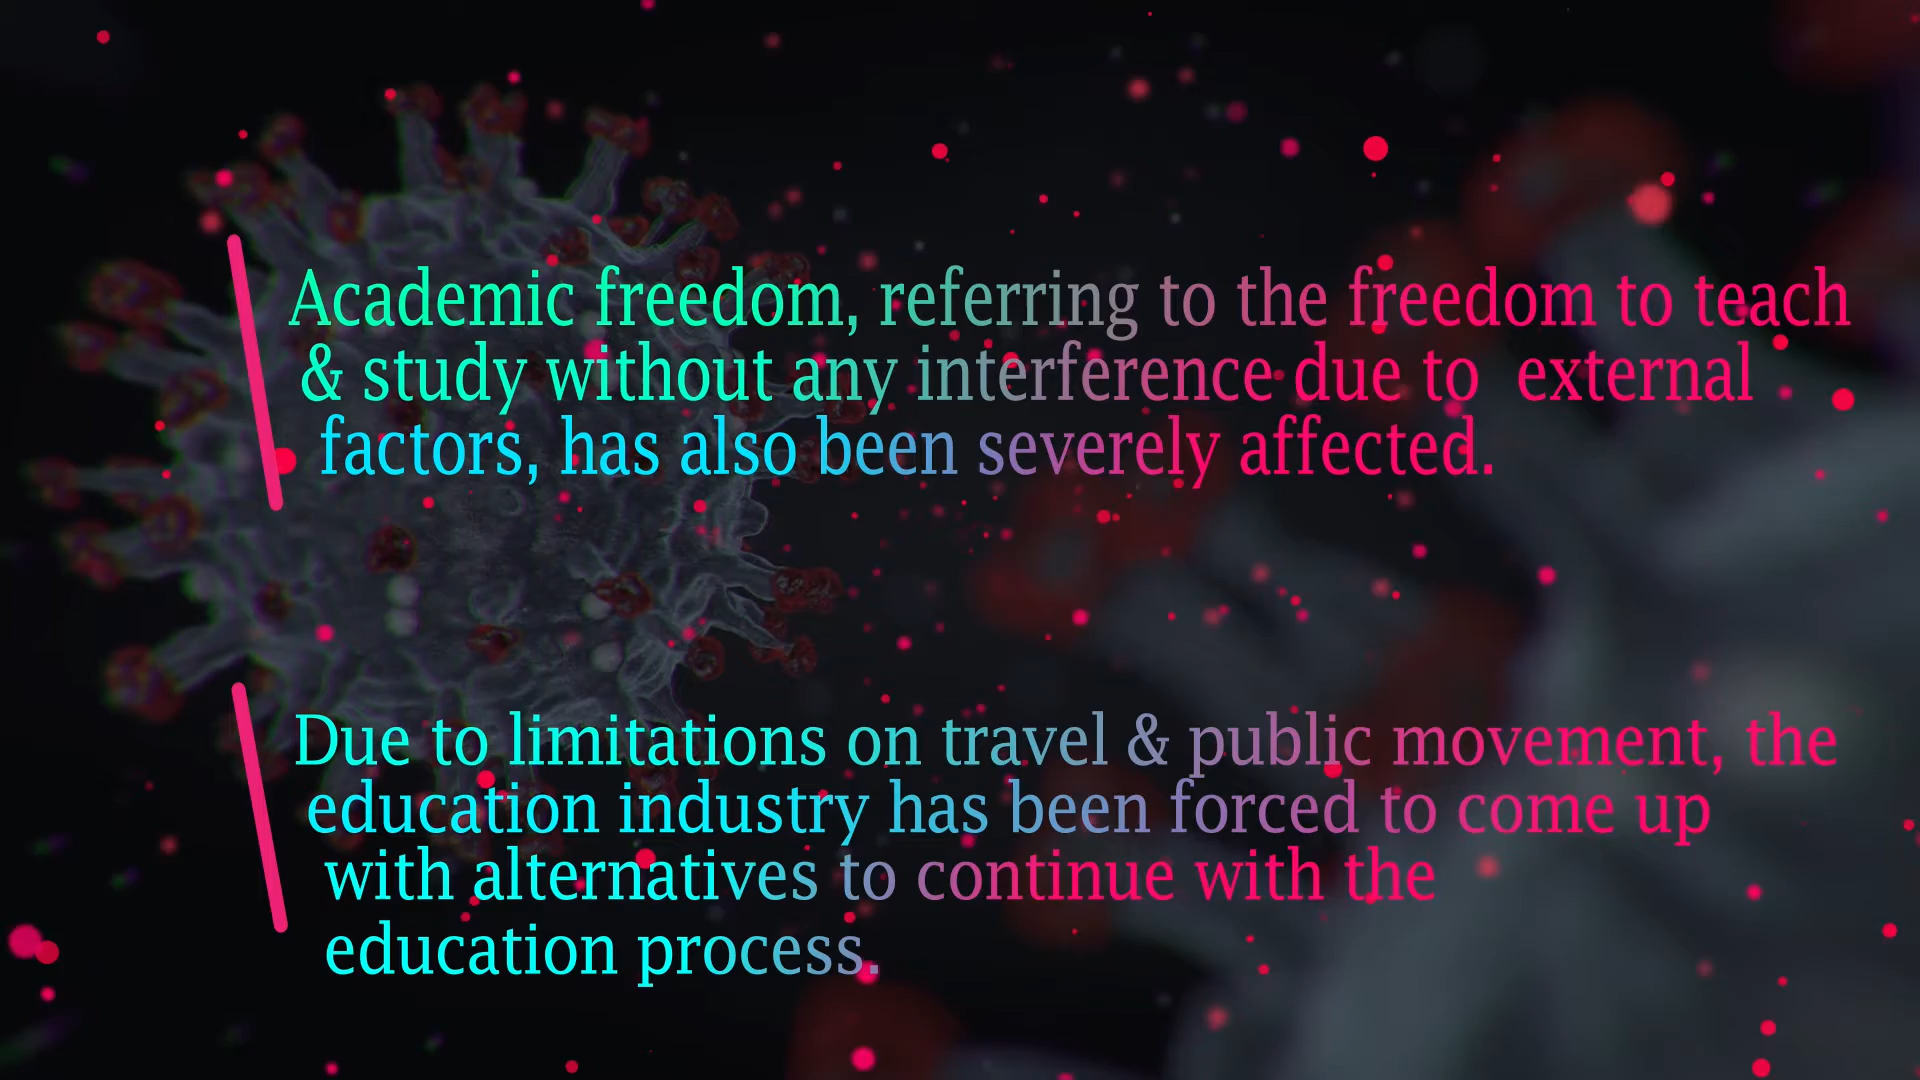 Academic freedom, referring to the freedom to teach
& study without any interference due to  external
factors, has also been severely affected.
Due to limitations on travel & public movement, the
education industry has been forced to come up
with alternatives to continue with the
education process.